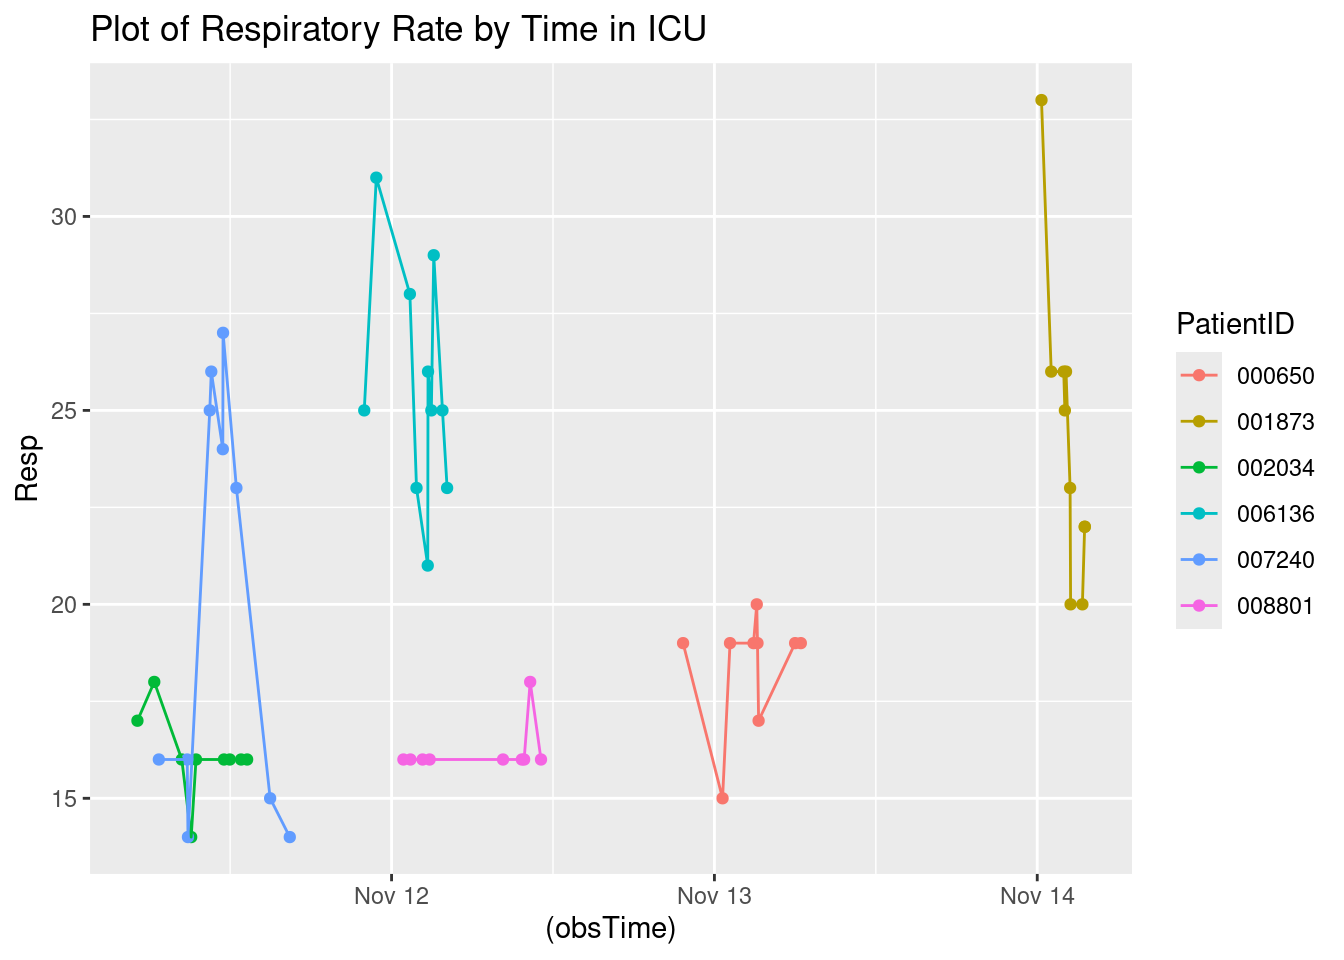 Plot of Respiratory Rate by Time in ICU
30
25
20
15
Resp
Nov 12
Nov 13
Nov 14
(obsTime)
PatientID
000650
001873
002034
006136
007240
008801